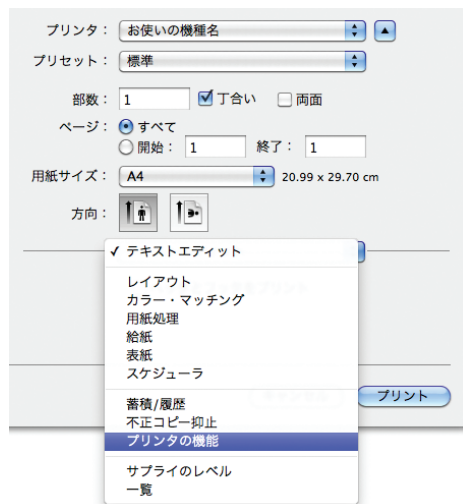 プリンタ： お使いの機種名
プリセット： 標準
部数： 1 丁合い 両面
ページ： すべて
開始： 1 終了： 1
用紙サイズ： A4 20.99 x 29.70 cm
方向：
✓ テキストエディット
レイアウト
カラー・マッチング
用紙処理
給紙
表紙
スケジューラ
蓄積/履歴
不正コピー抑止
プリンタの機能
サプライのレベル
一覧
プリント